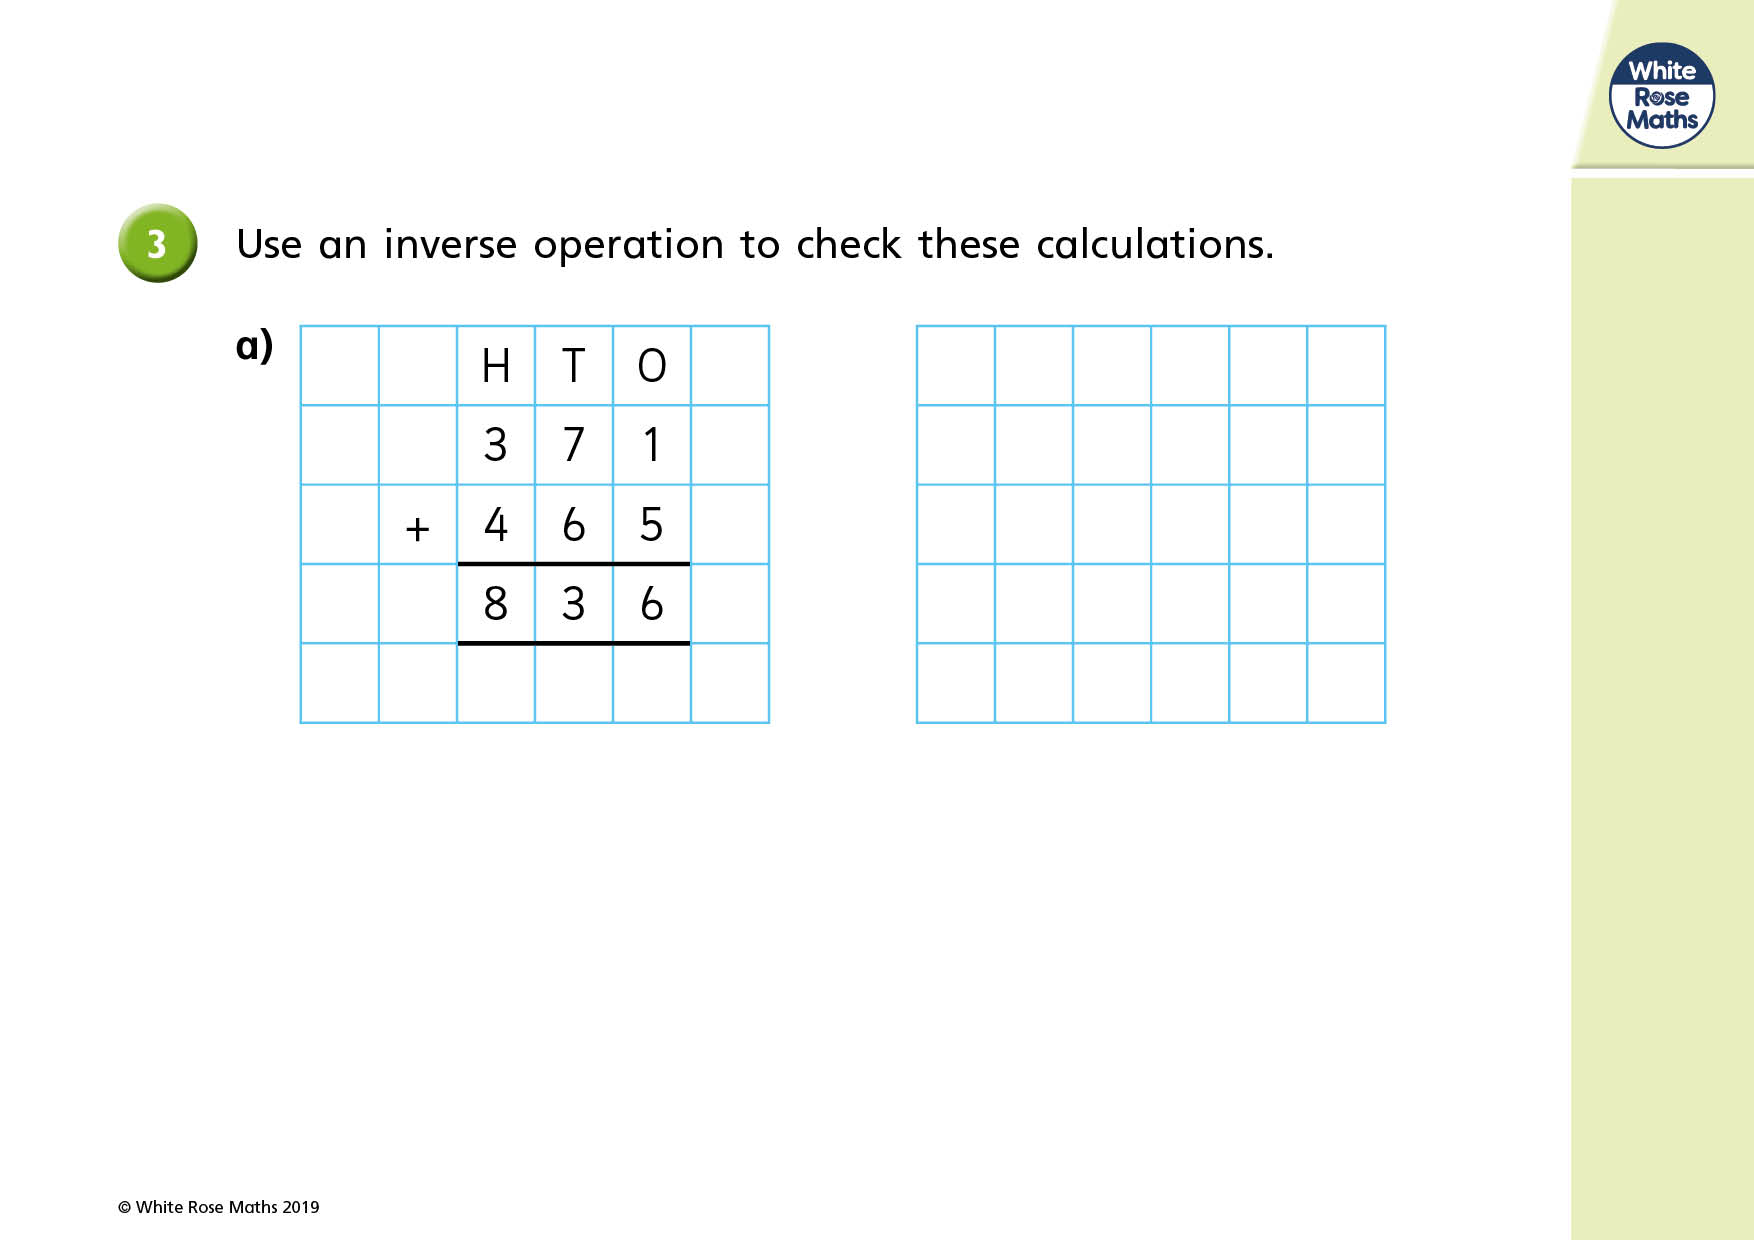 White
Rose
Maths
3 Use an inverse operation to check these calculations.
a)
H T O
3 7 1
+ 4 6 5
8 3 6
© White Rose Maths 2019